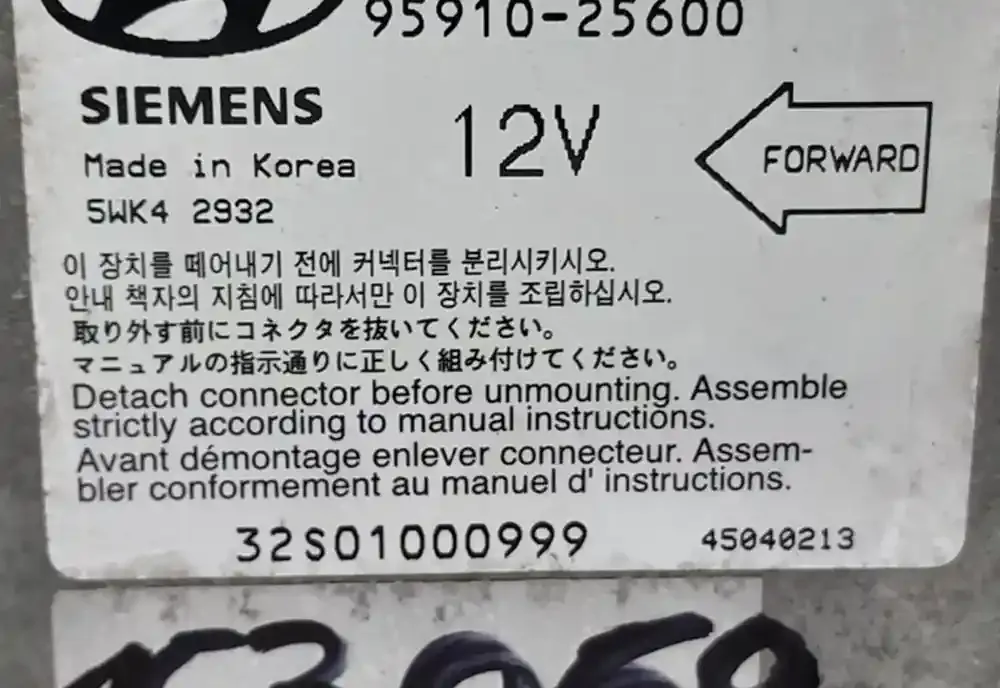 95910-25600
SIEMENS
12V
FORWARD
Made in Korea
5WK4 2932
이 장치를 떼어내기 전에 커넥터를 분리시키시오.
안내 책자의 지침에 따라서만 이 장치를 조립하십시오.
取り外す前にコネクタを抜いてください。
マニュアルの指示通りに正しく組み付けてください。
Detach connector before unmounting. Assemble
strictly according to manual instructions.
Avant démontage enlever connecteur. Assem-
bler conformement au manuel d' instructions.
32S01000999
45040213